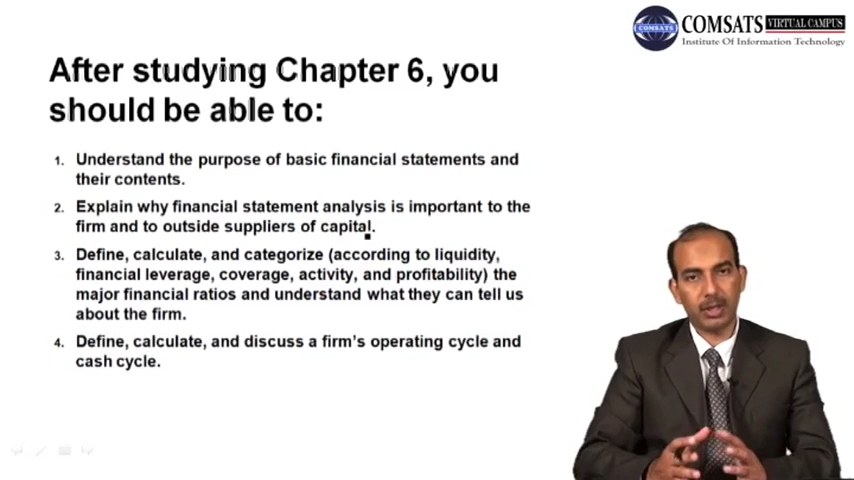 COMSATS VIRTUAL CAMPUS
Institute Of Information Technology
COMSATS
After studying Chapter 6, you
should be able to:
1. Understand the purpose of basic financial statements and
their contents.
2. Explain why financial statement analysis is important to the
firm and to outside suppliers of capital.
3. Define, calculate, and categorize (according to liquidity,
financial leverage, coverage, activity, and profitability) the
major financial ratios and understand what they can tell us
about the firm.
4. Define, calculate, and discuss a firm's operating cycle and
cash cycle.